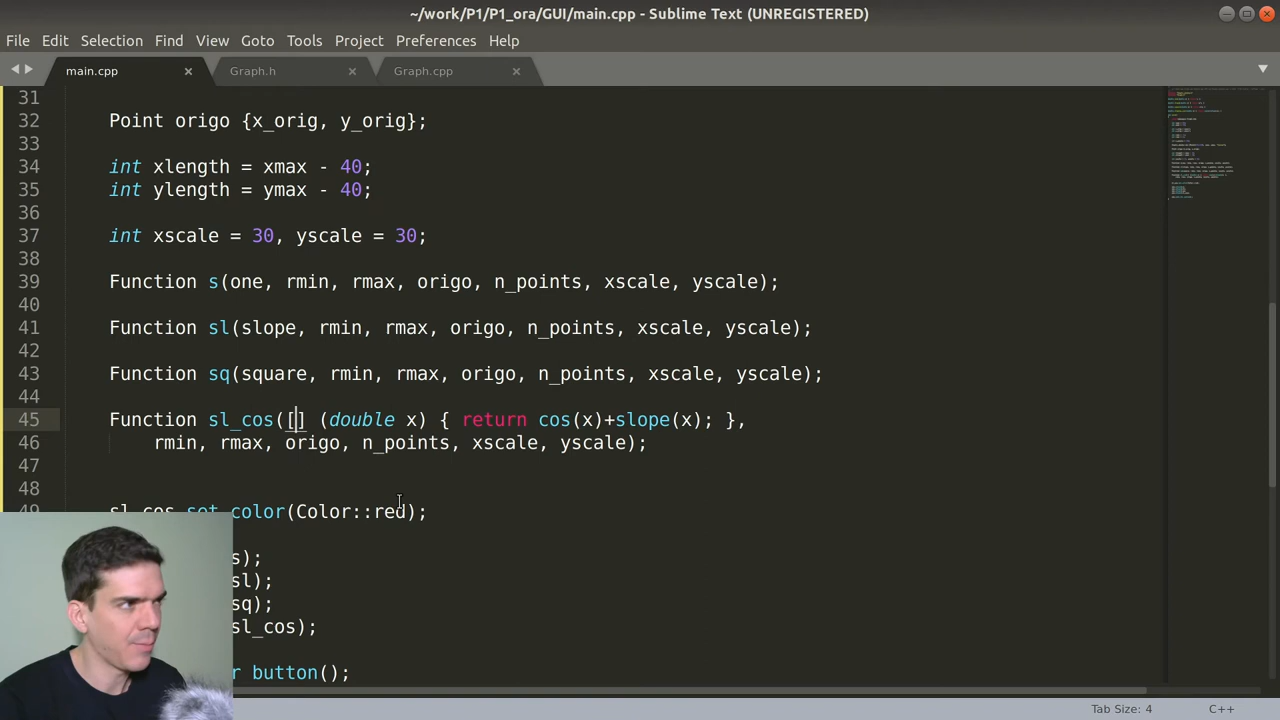 ~/work/P1/P1_ora/GUI/main.cpp - Sublime Text (UNREGISTERED)
File Edit Selection Find View Goto Tools Project Preferences Help
main.cpp Graph.h Graph.cpp
31
32 Point origo {x_orig, y_orig};
33
34 int xlength = xmax - 40;
35 int ylength = ymax - 40;
36
37 int xscale = 30, yscale = 30;
38
39 Function s(one, rmin, rmax, origo, n_points, xscale, yscale);
40
41 Function sl(slope, rmin, rmax, origo, n_points, xscale, yscale);
42
43 Function sq(square, rmin, rmax, origo, n_points, xscale, yscale);
44
45 Function sl_cos([] (double x) { return cos(x)+slope(x); },
46 rmin, rmax, origo, n_points, xscale, yscale);
47
48
49 sl_cos.set_color(Color::red);
s);
sl);
sq);
sl_cos);
r button();
Tab Size: 4 C++